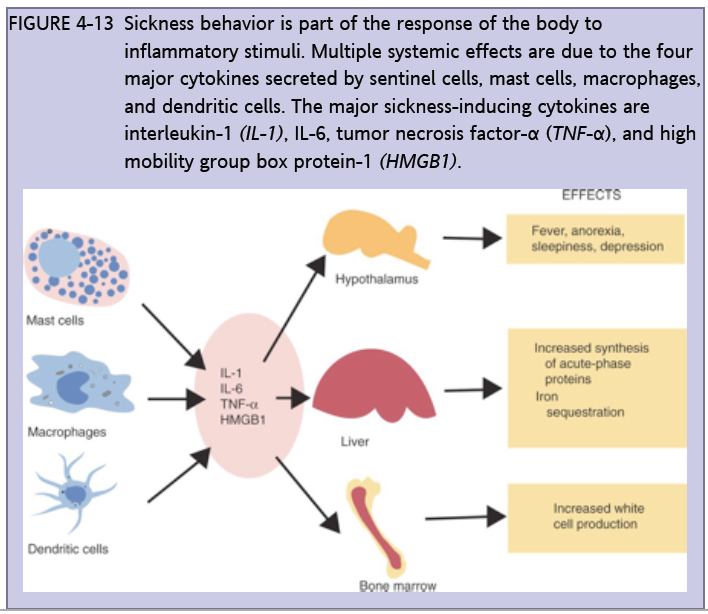 FIGURE 4-13 Sickness behavior is part of the response of the body to
inflammatory stimuli. Multiple systemic effects are due to the four
major cytokines secreted by sentinel cells, mast cells, macrophages,
and dendritic cells. The major sickness-inducing cytokines are
interleukin-1 (IL-1), IL-6, tumor necrosis factor-α (TNF-α), and high
mobility group box protein-1 (HMGB1).
EFFECTS
Mast cells
Macrophages
Dendritic cells
IL-1
IL-6
TNF-α
HMGB1
Hypothalamus
Fever, anorexia,
sleepiness, depression
Liver
Increased synthesis
of acute-phase
proteins
Iron
sequestration
Bone marrow
Increased white
cell production